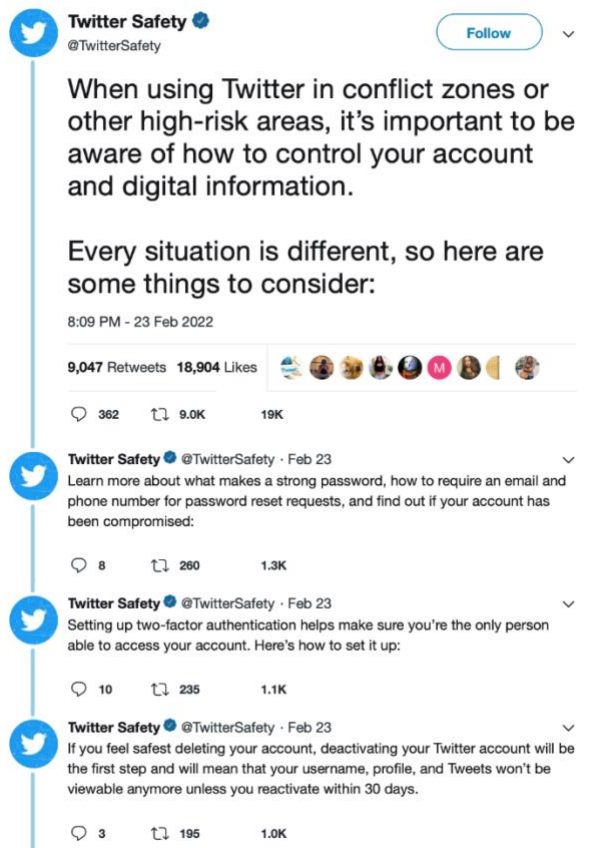 Twitter Safety
@TwitterSafety
Follow
When using Twitter in conflict zones or
other high-risk areas, it’s important to be
aware of how to control your account
and digital information.
Every situation is different, so here are
some things to consider:
8:09 PM - 23 Feb 2022
9,047 Retweets 18,904 Likes
M
362 9.0K 19K
Twitter Safety @TwitterSafety · Feb 23
Learn more about what makes a strong password, how to require an email and
phone number for password reset requests, and find out if your account has
been compromised:
8 260 1.3K
Twitter Safety @TwitterSafety · Feb 23
Setting up two-factor authentication helps make sure you’re the only person
able to access your account. Here’s how to set it up:
10 235 1.1K
Twitter Safety @TwitterSafety · Feb 23
If you feel safest deleting your account, deactivating your Twitter account will be
the first step and will mean that your username, profile, and Tweets won’t be
viewable anymore unless you reactivate within 30 days.
3 195 1.0K